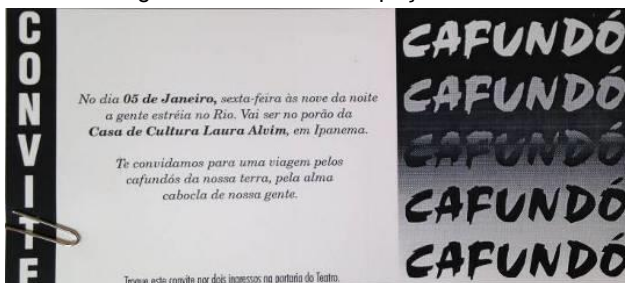 CONVITE
No dia 05 de Janeiro, sexta-feira às nove da noite
a gente estréia no Rio. Vai ser no porão da
Casa de Cultura Laura Alvim, em Ipanema.
Te convidamos para uma viagem pelos
cafundós da nossa terra, pela alma
cabocla de nossa gente.
Troque este convite por dois ingressos na portaria do Teatro.
CAFUNDÓ
CAFUNDÓ
CAFUNDÓ
CAFUNDÓ
CAFUNDÓ